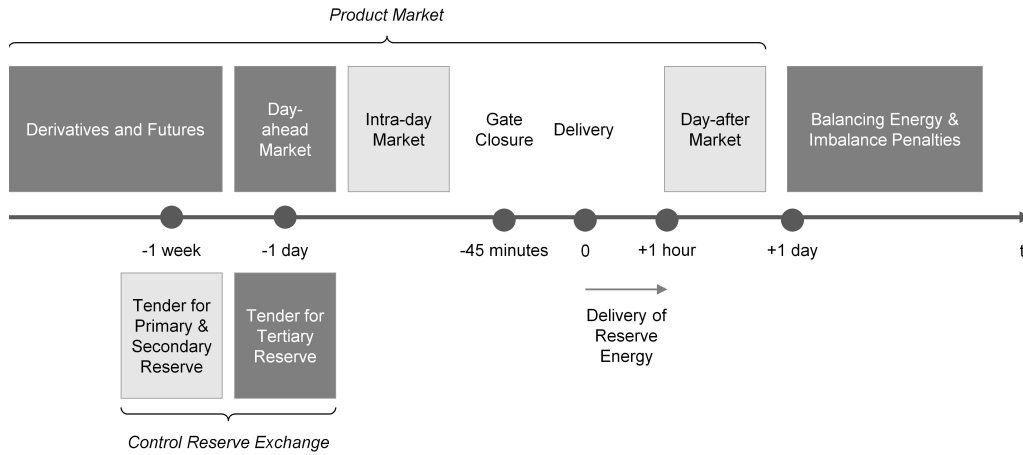 Product Market
Derivatives and Futures
Day-
ahead
Market
Intra-day
Market
Gate
Closure
Delivery
Day-after
Market
Balancing Energy &
Imbalance Penalties
-1 week
-1 day
-45 minutes
0
+1 hour
+1 day
t
Tender for
Primary &
Secondary
Reserve
Tender for
Tertiary
Reserve
Delivery of
Reserve
Energy
Control Reserve Exchange